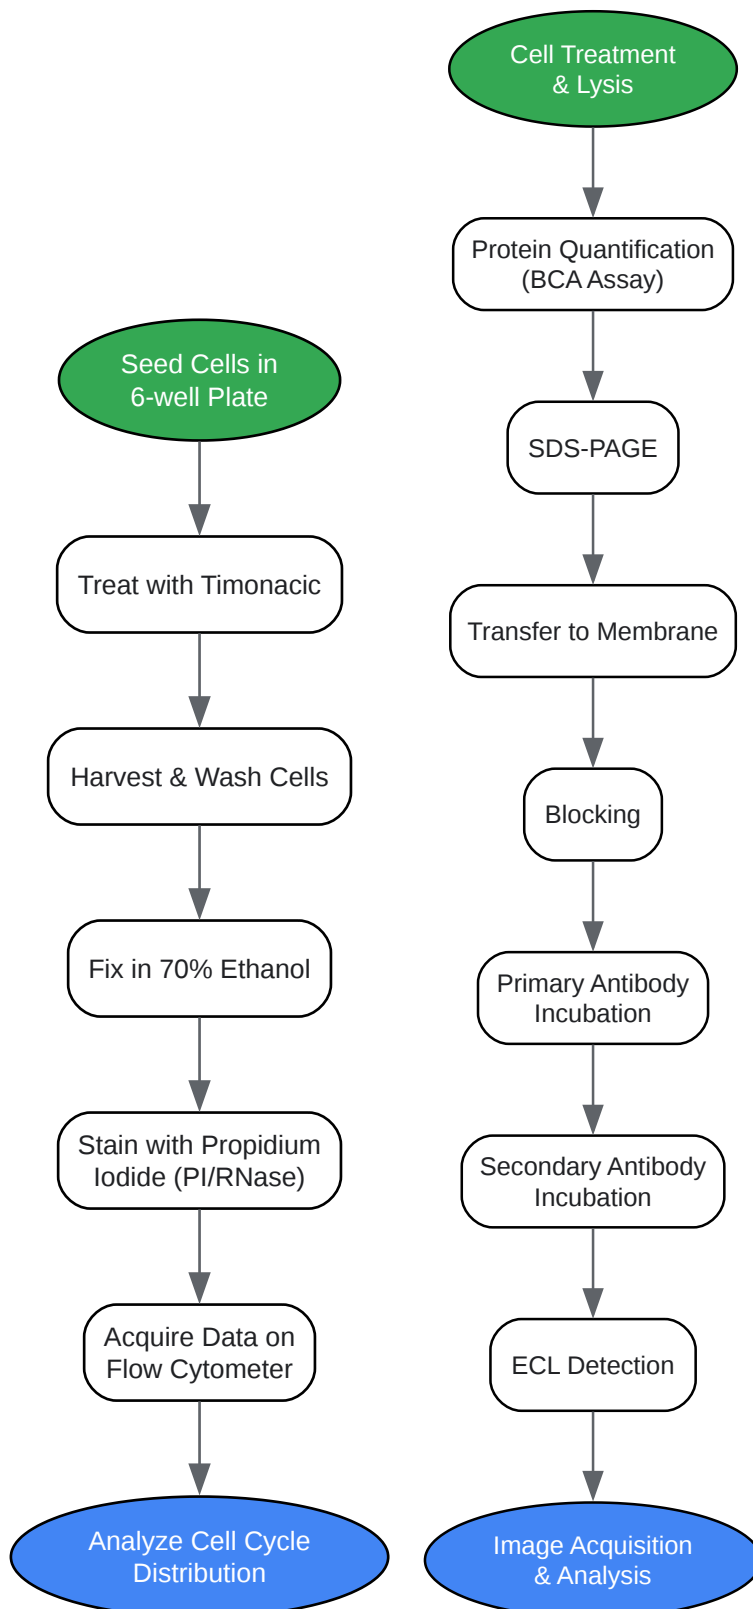 Seed Cells in
6-well Plate
Treat with Timonacic
Harvest & Wash Cells
Fix in 70% Ethanol
Stain with Propidium
Iodide (PI/RNase)
Acquire Data on
Flow Cytometer
Analyze Cell Cycle
Distribution
Cell Treatment
& Lysis
Protein Quantification
(BCA Assay)
SDS-PAGE
Transfer to Membrane
Blocking
Primary Antibody
Incubation
Secondary Antibody
Incubation
ECL Detection
Image Acquisition
& Analysis